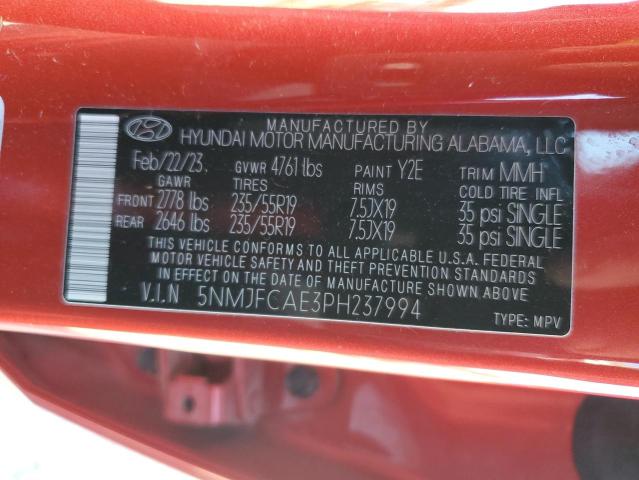 MANUFACTURED BY
HYUNDAI MOTOR MANUFACTURING ALABAMA, LLC
Feb/22/23 GVWR 4761 lbs PAINT Y2E TRIM MMH
GAWR TIRES RIMS COLD TIRE INFL
FRONT 2778 lbs 235/55R19 7.5JX19 35 psi SINGLE
REAR 2646 lbs 235/55R19 7.5JX19 35 psi SINGLE
THIS VEHICLE CONFORMS TO ALL APPLICABLE U.S.A. FEDERAL
MOTOR VEHICLE SAFETY AND THEFT PREVENTION STANDARDS
IN EFFECT ON THE DATE OF MANUFACTURE SHOWN ABOVE.
V.I.N 5NMJFCAE3PH237994
TYPE: MPV